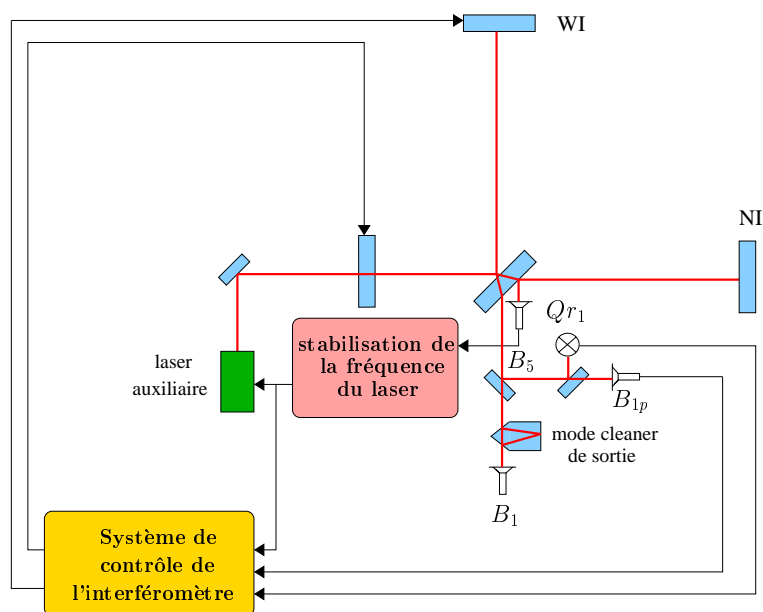 WI
NI
Qr₁
stabilisation de
la fréquence
du laser
B₅
laser
auxiliaire
B₁ₚ
mode cleaner
de sortie
B₁
Système de
contrôle de
l'interféromètre